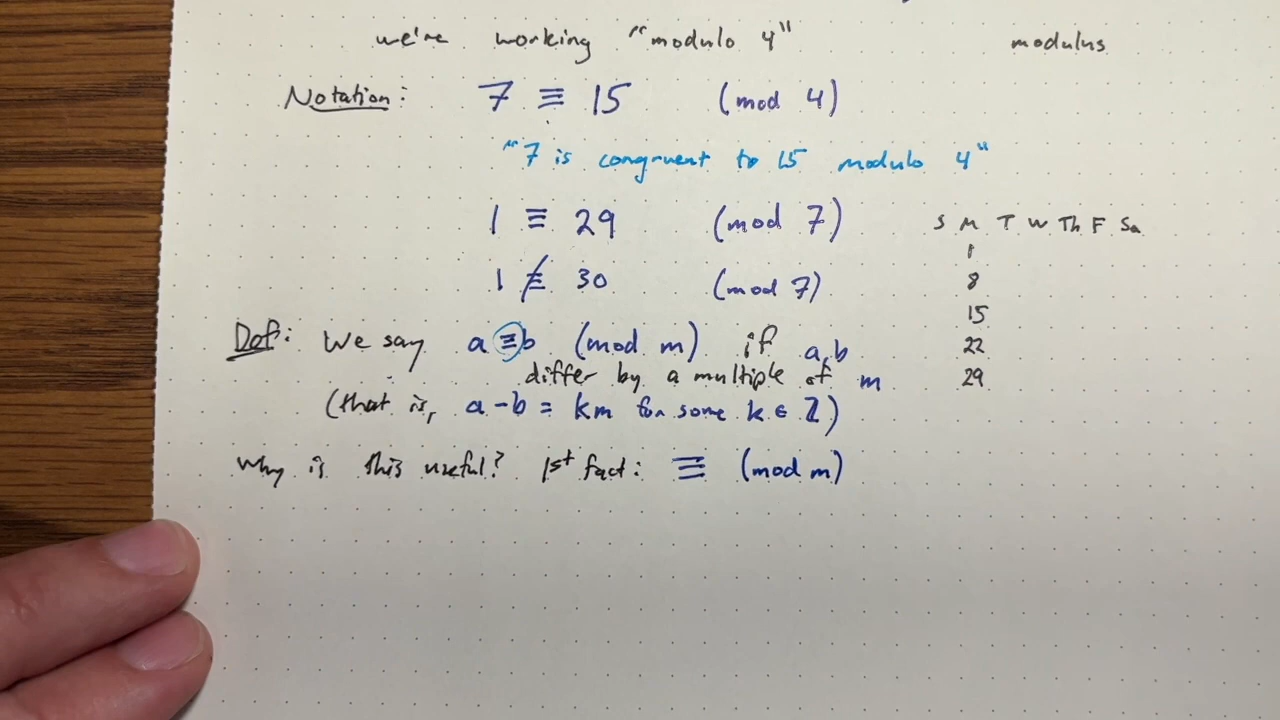 we're working "modulo 4" modulus
Notation: 7 ≡ 15 (mod 4)
"7 is congruent to 15 modulo 4"
1 ≡ 29 (mod 7)
S M T W Th F Sa
1
1 ≢ 30 (mod 7)
8
15
Def: We say a ≡ b (mod m) if a, b
22
differ by a multiple of m
29
(that is, a - b = km for some k ∈ ℤ)
Why is this useful? 1st fact: ≡ (mod m)